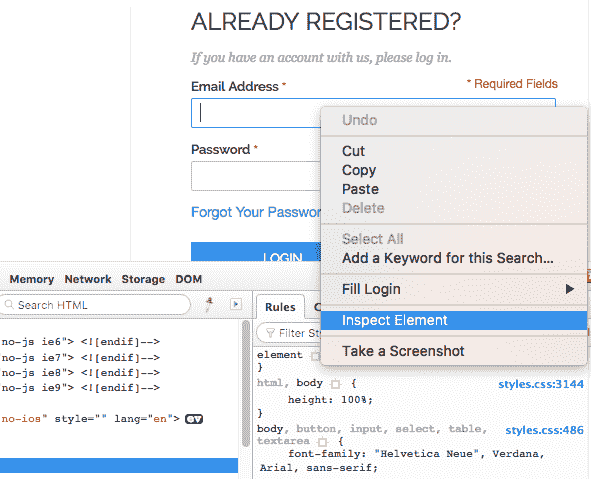 ALREADY REGISTERED?
If you have an account with us, please log in.
Email Address *
* Required Fields
Password *
Forgot Your Passwor
LOGIN
Undo
Cut
Copy
Paste
Delete
Select All
Add a Keyword for this Search...
Fill Login
Inspect Element
Take a Screenshot
Memory Network Storage DOM
Search HTML
no-js ie6"> <![endif]-->
no-js ie7"> <![endif]-->
no-js ie8"> <![endif]-->
no-js ie9"> <![endif]-->
no-ios" style="" lang="en"> ev
Rules C
Filter Sty
element {
}
html, body {
styles.css:3144
height: 100%;
}
body, button, input, select, table,
styles.css:486
textarea {
font-family: "Helvetica Neue", Verdana,
Arial, sans-serif;